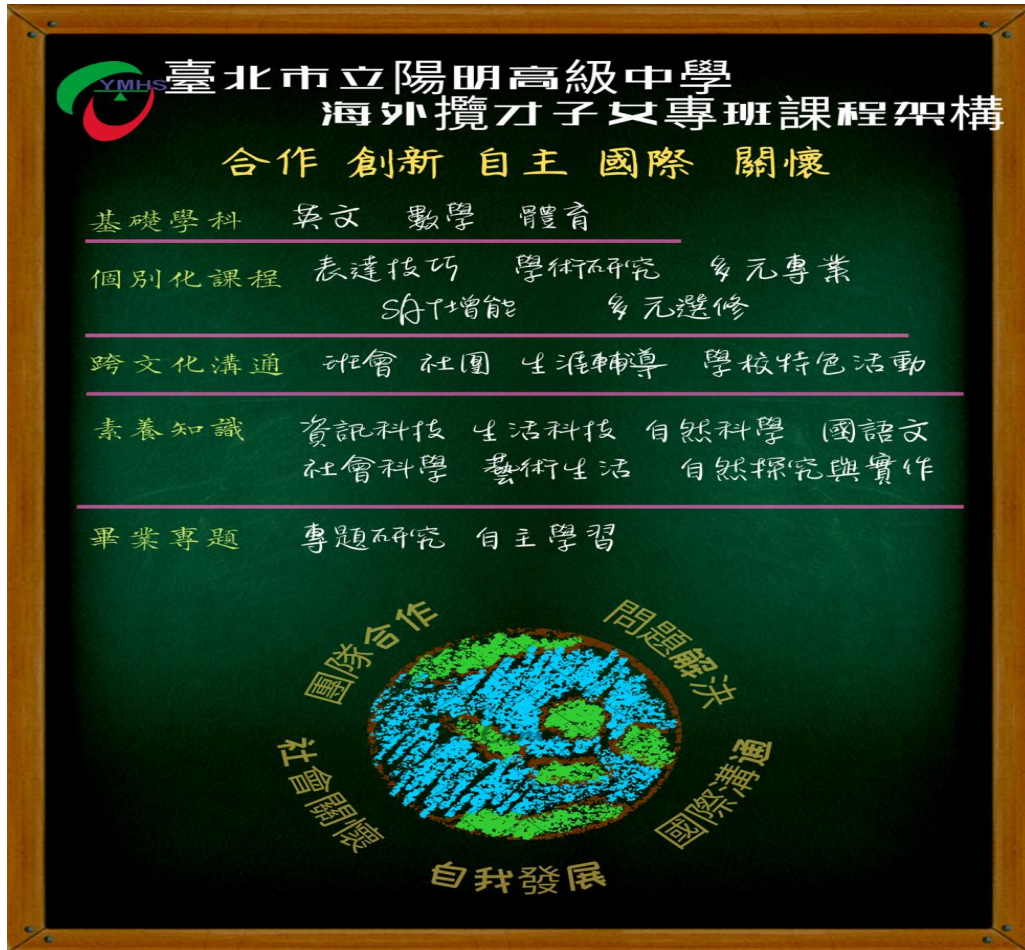 YMHS
臺北市立陽明高級中學
海外攬才子女專班課程架構
合作 創新 自主 國際 關懷
基礎學科 英文 數學 體育
個別化課程 表達技巧 學術研究 多元專業
SAT增能 多元選修
跨文化溝通 班會 社團 生涯輔導 學校特色活動
素養知識 資訊科技 生活科技 自然科學 國語文
社會科學 藝術生活 自然探究與實作
畢業專題 專題研究 自主學習
團隊合作
問題解決
社會關懷
國際溝通
自我發展